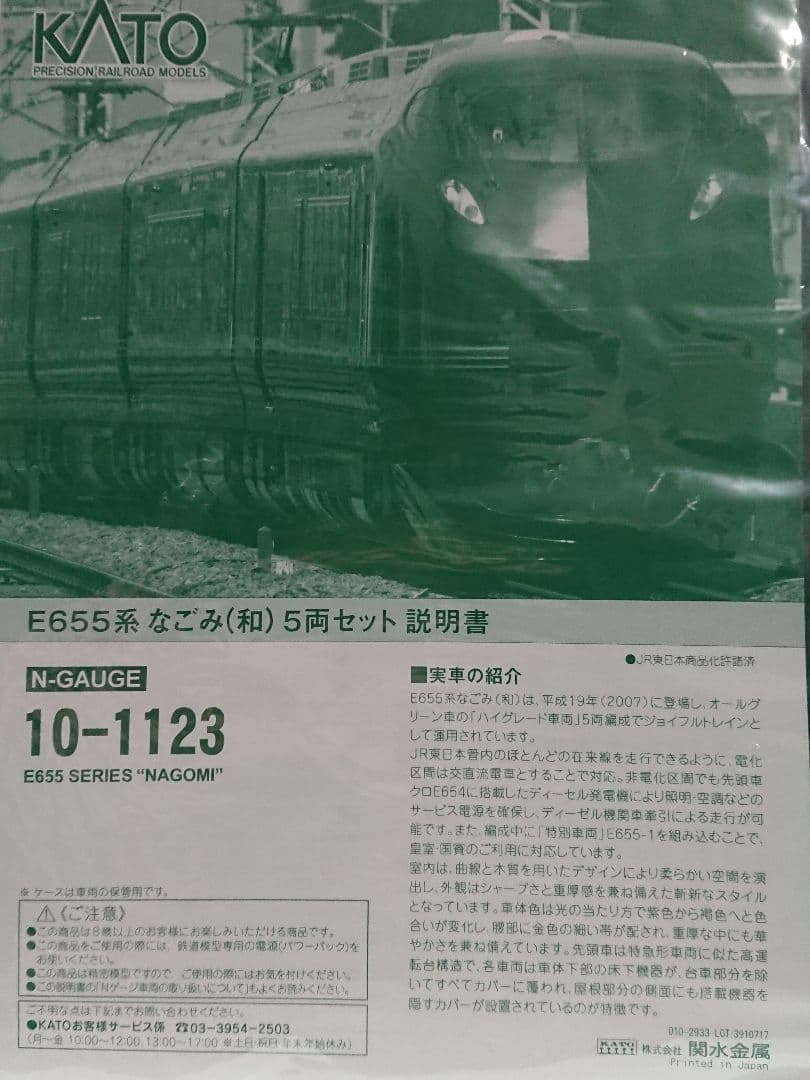 KATO
PRECISION RAILROAD MODELS
E655系 なごみ(和) 5両セット 説明書
●JR東日本商品化許諾済
N-GAUGE
10-1123
E655 SERIES “NAGOMI”
■実車の紹介
E655系なごみ(和)は、平成19年(2007)に登場し、オールグ
リーン車の「ハイグレード車両」5両編成でジョイフルトレインと
して運用されています。
JR東日本管内のほとんどの在来線を走行できるように、電化
区間は交直流電車とすることで対応。非電化区間でも先頭車
クロE654に搭載したディーゼル発電機により照明・空調などの
サービス電源を確保し、ディーゼル機関車牽引による走行が可
能です。また、編成中に「特別車両」E655-1を組み込むことで、
皇室・国賓のご利用に対応しています。
室内は、曲線と木質を用いたデザインにより柔らかい空間を演
出し、外観はシャープさと重厚感を兼ね備えた斬新なスタイル
となっています。車体色は光の当たり方で紫色から褐色へと色
合いが変化し、腰部に金色の細い帯が配され、重厚な中にも華
やかさを兼ね備えています。先頭車は特急形車両に似た高運
転台構造で、各車両は車体下部の床下機器が、台車部分を除
いてすべてカバーに覆われ、屋根部分の側面にも搭載機器を
隠すカバーが設置されているのが特徴です。
※ ケースは車両の保管用です。
⚠《ご注意》
●この商品は8歳以上のお客様にお楽しみいただける商品です。
●この商品をご使用の際には、鉄道模型専用の電源(パワーパック)を
お使いください。
●この商品は精密模型ですので、ご使用の際にはお気を付けください。
●この説明書の「Nゲージ車両の取り扱いについて」もよくお読みください。
ご不明な点は下記までお問い合わせください。
●KATOお客様サービス係 ☎03-3954-2503
(月～金 10:00～12:00、13:00～17:00 ※土日・祝日・年末年始休み)
010-2933-LOT.3910717
KATO 株式会社 関水金属
Printed in Japan